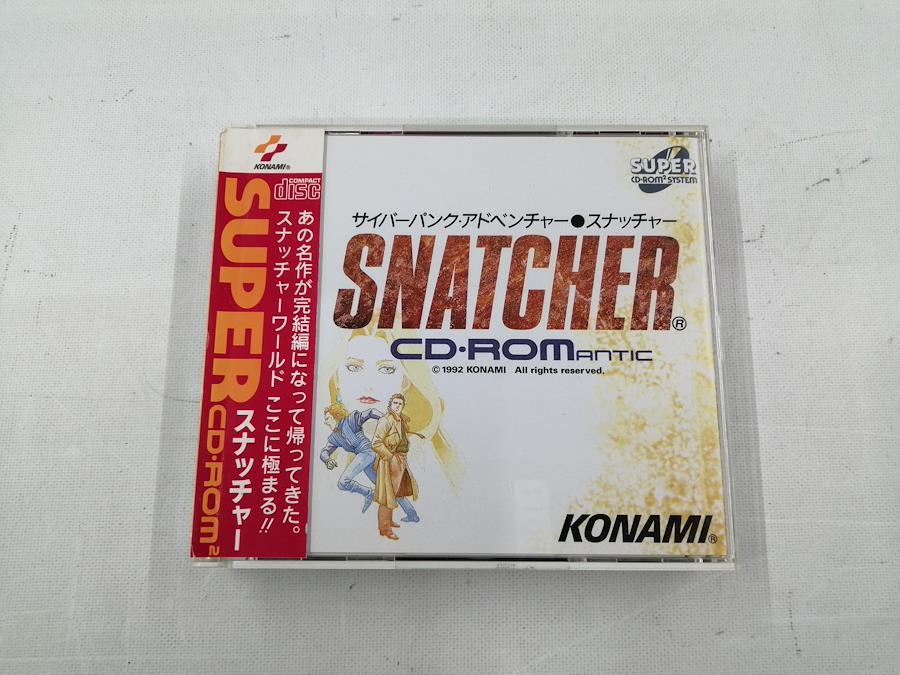 KONAMI®
COMPACT
disc
SUPER CD-ROM²
スナッチャー
あの名作が完結編になって帰ってきた。
スナッチャーワールド ここに極まる!!
SUPER
CD-ROM² SYSTEM
サイバーパンク・アドベンチャー●スナッチャー
SNATCHER®
CD・ROMANTIC
©1992 KONAMI All rights reserved.
KONAMI®